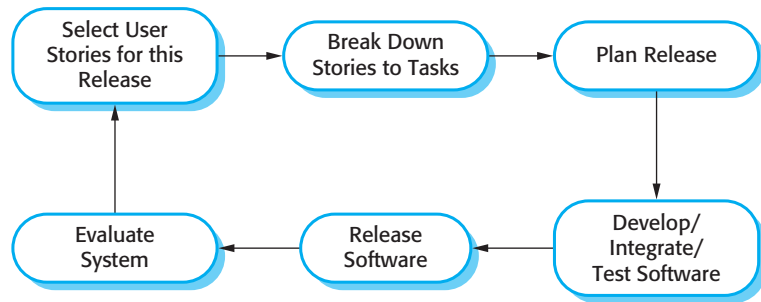 Select User
Stories for this
Release
Break Down
Stories to Tasks
Plan Release
Evaluate
System
Release
Software
Develop/
Integrate/
Test Software